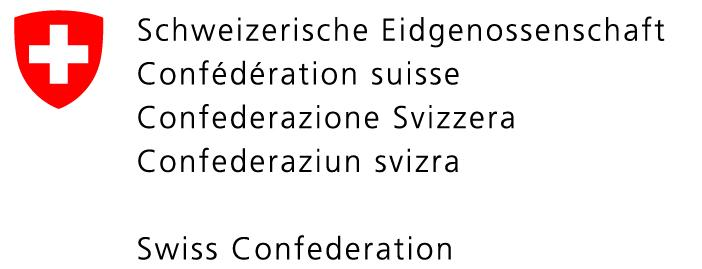 Schweizerische Eidgenossenschaft
Confédération suisse
Confederazione Svizzera
Confederaziun svizra
Swiss Confederation